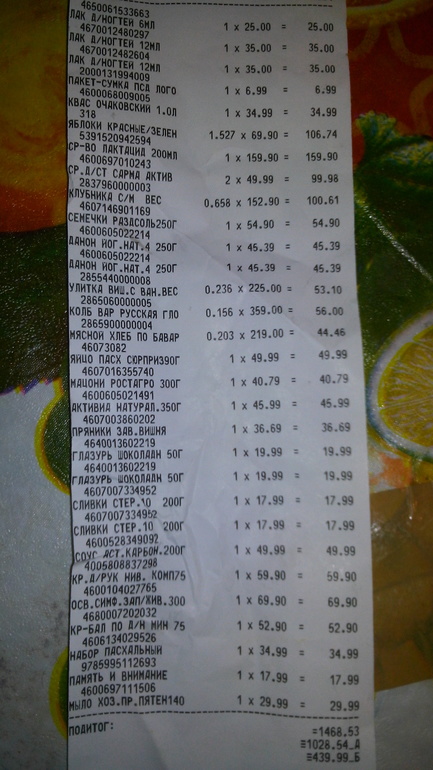 4650061533663
ЛАК Д/НОГТЕЙ 6МЛ 1 x 25.00 = 25.00
4670012480297
ЛАК Д/НОГТЕЙ 12МЛ 1 x 35.00 = 35.00
4670012482604
ЛАК Д/НОГТЕЙ 12МЛ 1 x 35.00 = 35.00
2000131994009
ПАКЕТ-СУМКА ПСД ЛОГО 1 x 6.99 = 6.99
4600068009005
КВАС ОЧАКОВСКИЙ 1.0Л 1 x 34.99 = 34.99
318
ЯБЛОКИ КРАСНЫЕ/ЗЕЛЕН 1.527 x 69.90 = 106.74
5391520942594
СР-ВО ЛАКТАЦИД 200МЛ 1 x 159.90 = 159.90
4600697010243
СР.Д/СТ САРМА АКТИВ 2 x 49.99 = 99.98
2837960000003
КЛУБНИКА С/М ВЕС 0.658 x 152.90 = 100.61
4607146901169
СЕМЕЧКИ РАЗДОЛЬ250Г 1 x 54.90 = 54.90
4600605022214
ДАНОН ЙОГ.НАТ.4 250Г 1 x 45.39 = 45.39
4600605022214
ДАНОН ЙОГ.НАТ.4 250Г 1 x 45.39 = 45.39
2855440000008
УЛИТКА ВИШ.С ВАН.ВЕС 0.236 x 225.00 = 53.10
2865060000005
КОЛБ ВАР РУССКАЯ ГЛО 0.156 x 359.00 = 56.00
2865900000004
МЯСНОЙ ХЛЕБ ПО БАВАР 0.203 x 219.00 = 44.46
46073082
ЯЙЦО ПАСХ СЮРПРИЗ90Г 1 x 49.99 = 49.99
4607016355740
МАЦОНИ РОСТАГРО 300Г 1 x 40.79 = 40.79
4600605021491
АКТИВИА НАТУРАЛ.350Г 1 x 45.99 = 45.99
4607003860202
ПРЯНИКИ ЗАВ.ВИШНЯ 1 x 36.69 = 36.69
4640013602219
ГЛАЗУРЬ ШОКОЛАДН 50Г 1 x 19.99 = 19.99
4640013602219
ГЛАЗУРЬ ШОКОЛАДН 50Г 1 x 19.99 = 19.99
4607007334952
СЛИВКИ СТЕР.10 200Г 1 x 17.99 = 17.99
4607007334952
СЛИВКИ СТЕР.10 200Г 1 x 17.99 = 17.99
4600528349092
СОУС АСТ.КАРБОН.200Г 1 x 49.99 = 49.99
4005808837298
КР.Д/РУК НИВ. КОМП75 1 x 59.90 = 59.90
4600104027765
ОСВ.СИМФ.ЗАП/ЖИВ.300 1 x 69.90 = 69.90
4680007202032
КР-БАЛ ПО Д/Н МИН 75 1 x 52.90 = 52.90
4606134029526
НАБОР ПАСХАЛЬНЫЙ 1 x 34.99 = 34.99
9785995112693
ПАМЯТЬ И ВНИМАНИЕ 1 x 17.99 = 17.99
4600697111506
МЫЛО ХОЗ.ПР.ПЯТЕН140 1 x 29.99 = 29.99
ПОДИТОГ: =1468.53
≡1028.54_А
≡439.99_Б